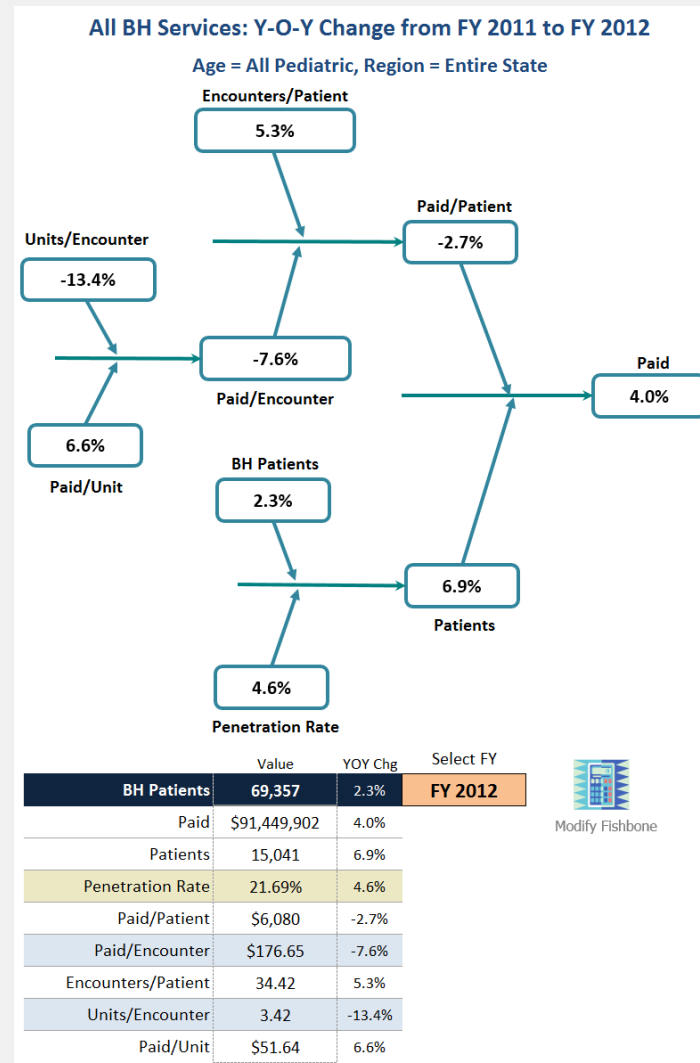 All BH Services: Y-O-Y Change from FY 2011 to FY 2012
Age = All Pediatric, Region = Entire State
Encounters/Patient
5.3%
Paid/Patient
-2.7%
Units/Encounter
-13.4%
-7.6%
Paid/Encounter
Paid
4.0%
6.6%
Paid/Unit
BH Patients
2.3%
6.9%
Patients
4.6%
Penetration Rate
Value YOY Chg Select FY
BH Patients 69,357 2.3% FY 2012
Paid $91,449,902 4.0%
Patients 15,041 6.9%
Penetration Rate 21.69% 4.6%
Paid/Patient $6,080 -2.7%
Paid/Encounter $176.65 -7.6%
Encounters/Patient 34.42 5.3%
Units/Encounter 3.42 -13.4%
Paid/Unit $51.64 6.6%
Modify Fishbone